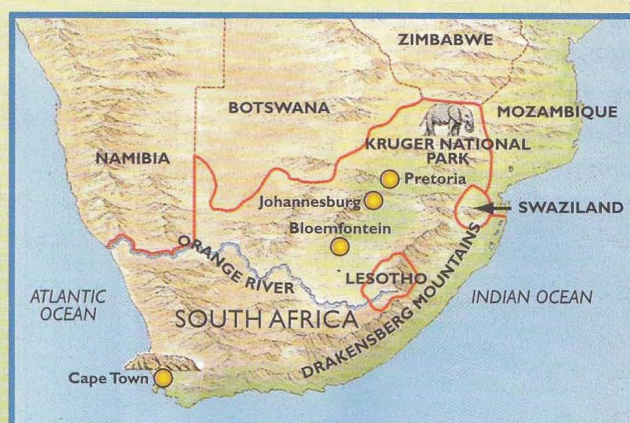 ZIMBABWE
BOTSWANA
MOZAMBIQUE
NAMIBIA
KRUGER NATIONAL
PARK
Pretoria
Johannesburg
SWAZILAND
Bloemfontein
ORANGE RIVER
LESOTHO
DRAKENSBERG MOUNTAINS
ATLANTIC
OCEAN
INDIAN OCEAN
SOUTH AFRICA
Cape Town